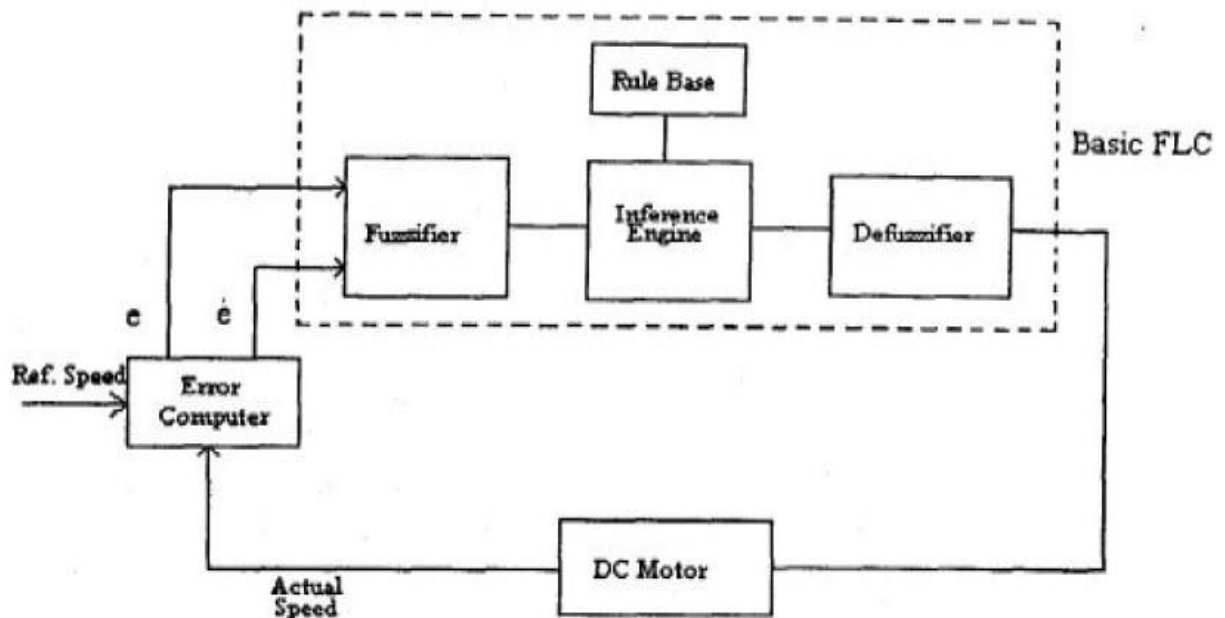 Rule Base
Basic FLC
Fuzzifier
Inference
Engine
Defuzzifier
e
ė
Ref. Speed
Error
Computer
DC Motor
Actual
Speed